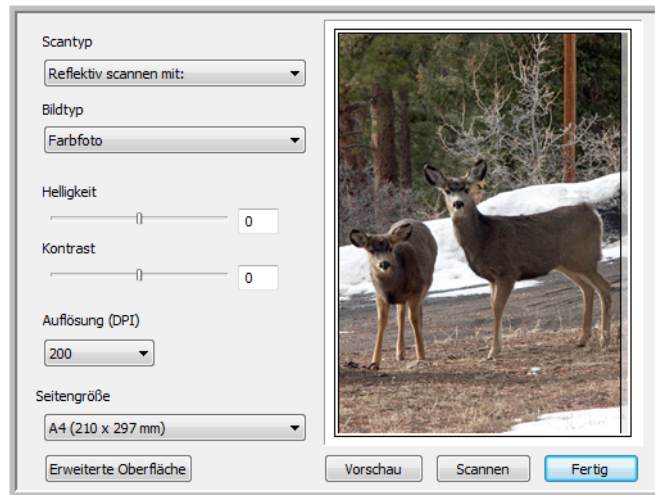 Scantyp
Reflektiv scannen mit:
Bildtyp
Farbfoto
Helligkeit
0
Kontrast
0
Auflösung (DPI)
200
Seitengröße
A4 (210 x 297 mm)
Erweiterte Oberfläche
Vorschau
Scannen
Fertig